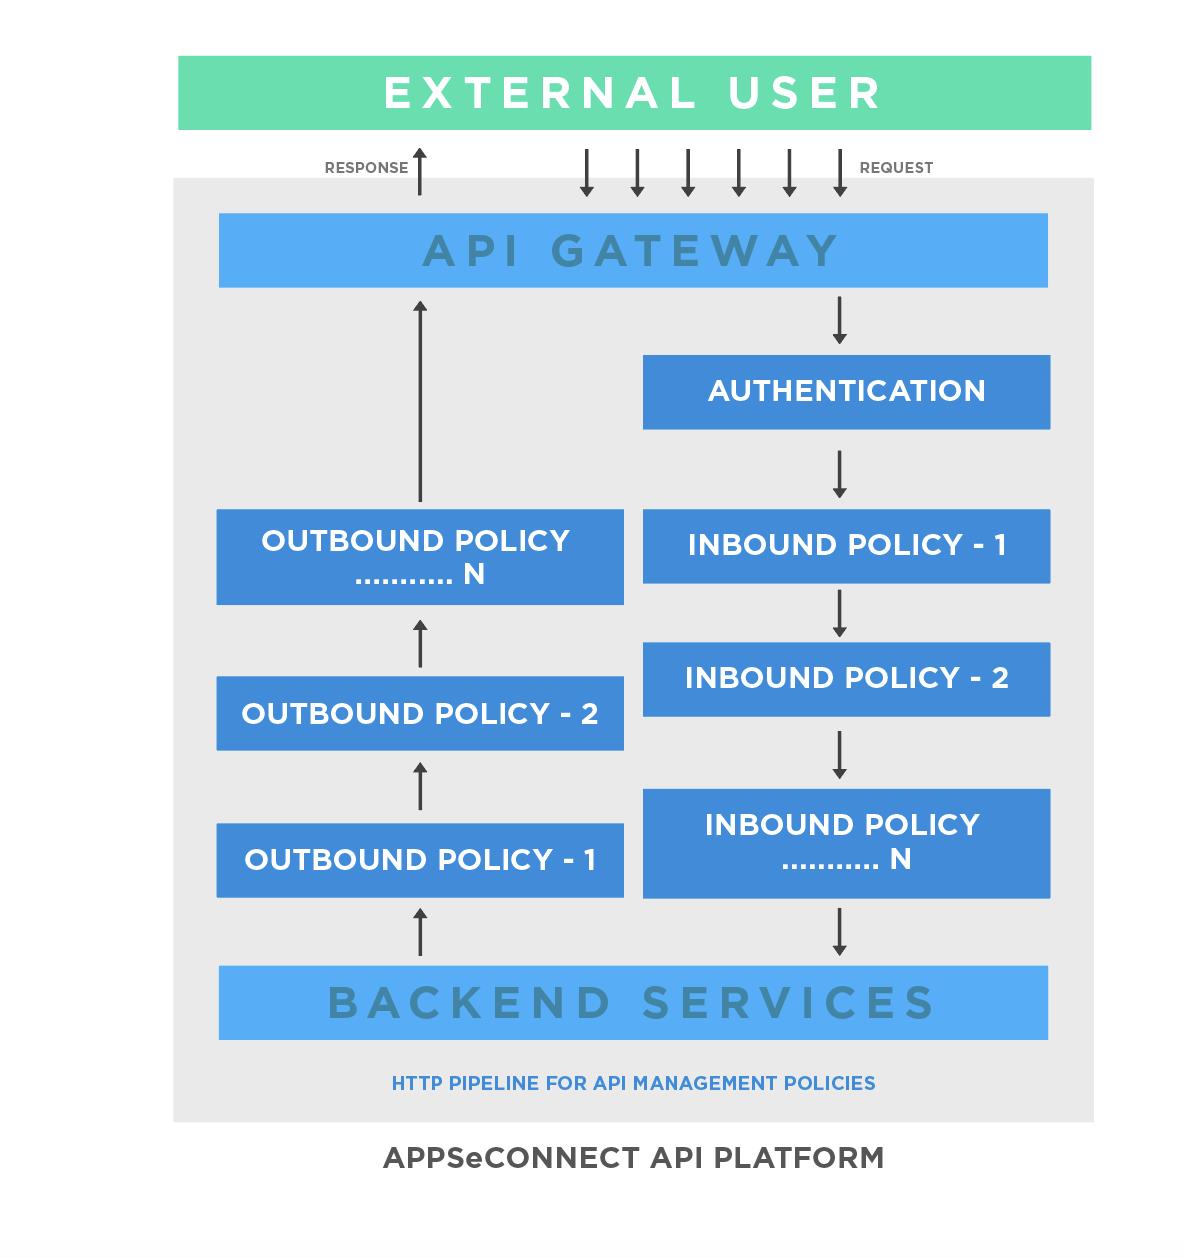 EXTERNAL USER
RESPONSE
REQUEST
API GATEWAY
AUTHENTICATION
OUTBOUND POLICY
........... N
INBOUND POLICY - 1
OUTBOUND POLICY - 2
INBOUND POLICY - 2
OUTBOUND POLICY - 1
INBOUND POLICY
........... N
BACKEND SERVICES
HTTP PIPELINE FOR API MANAGEMENT POLICIES
APPSeCONNECT API PLATFORM